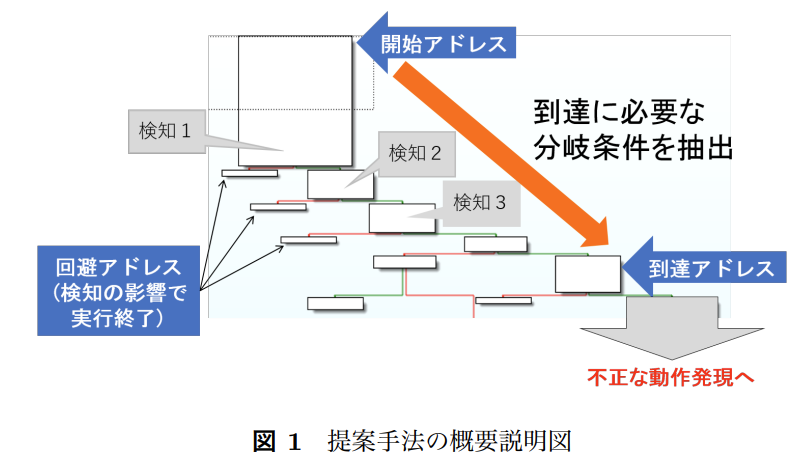 開始アドレス
到達に必要な
分岐条件を抽出
検知1
検知2
検知3
回避アドレス
(検知の影響で
実行終了)
到達アドレス
不正な動作発現へ
図 1 提案手法の概要説明図